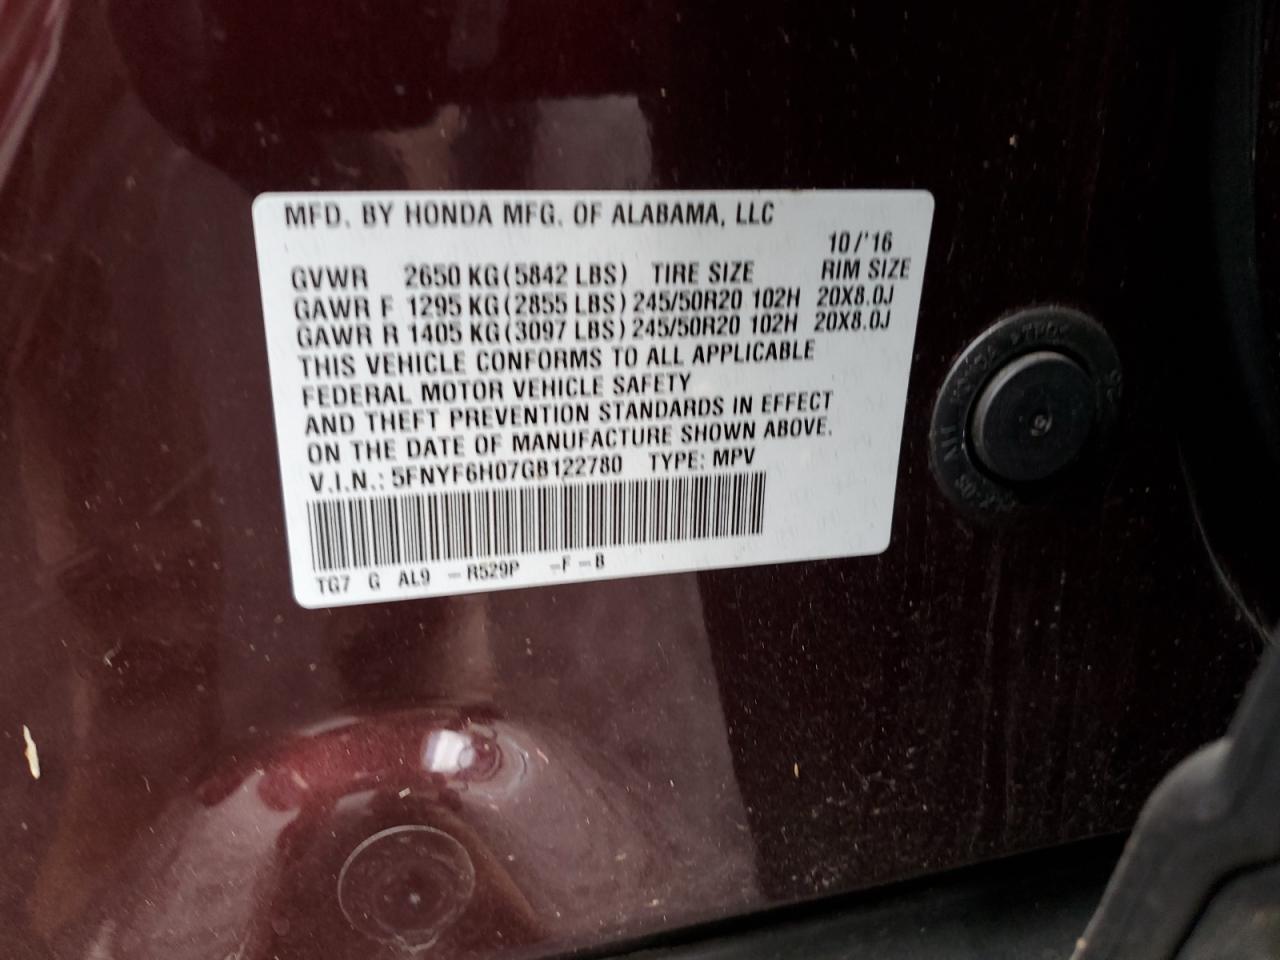 MFD. BY HONDA MFG. OF ALABAMA, LLC
10/'16
GVWR 2650 KG(5842 LBS) TIRE SIZE RIM SIZE
GAWR F 1295 KG(2855 LBS) 245/50R20 102H 20X8.0J
GAWR R 1405 KG(3097 LBS) 245/50R20 102H 20X8.0J
THIS VEHICLE CONFORMS TO ALL APPLICABLE
FEDERAL MOTOR VEHICLE SAFETY
AND THEFT PREVENTION STANDARDS IN EFFECT
ON THE DATE OF MANUFACTURE SHOWN ABOVE.
V.I.N.: 5FNYF6H07GB122780 TYPE: MPV
TG7 G AL9 -R529P -F-B
HONDA